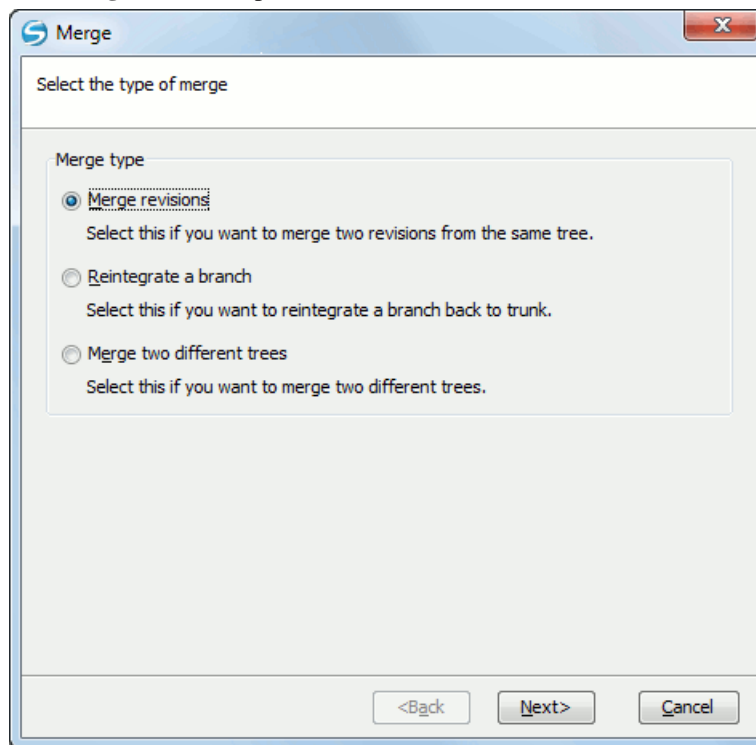 Merge
Select the type of merge
Merge type
Merge revisions
Select this if you want to merge two revisions from the same tree.
Reintegrate a branch
Select this if you want to reintegrate a branch back to trunk.
Merge two different trees
Select this if you want to merge two different trees.
<Back Next> Cancel